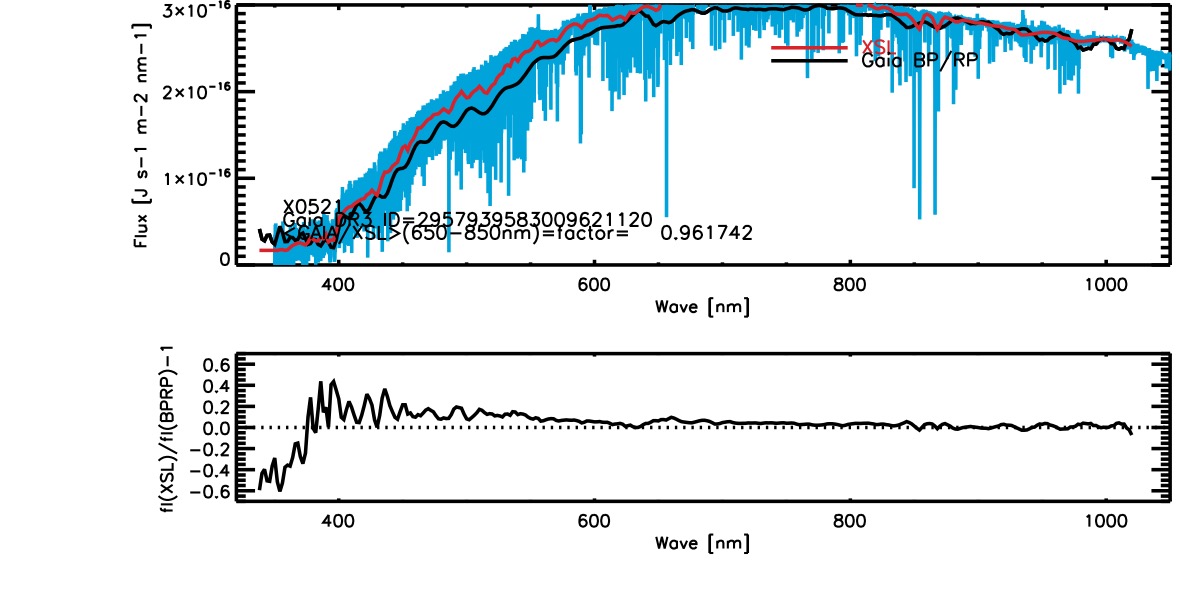 3×10−16
2×10−16
1×10−16
0
Flux [J s−1 m−2 nm−1]
XSL
Gaia BP/RP
X0521
Gaia DR3 ID=2957939583009621120
<GAIA/XSL>(650−850nm)=factor= 0.961742
400 600 800 1000
Wave [nm]
0.6
0.4
0.2
0.0
−0.2
−0.4
−0.6
fl(XSL)/fl(BPRP)−1
400 600 800 1000
Wave [nm]